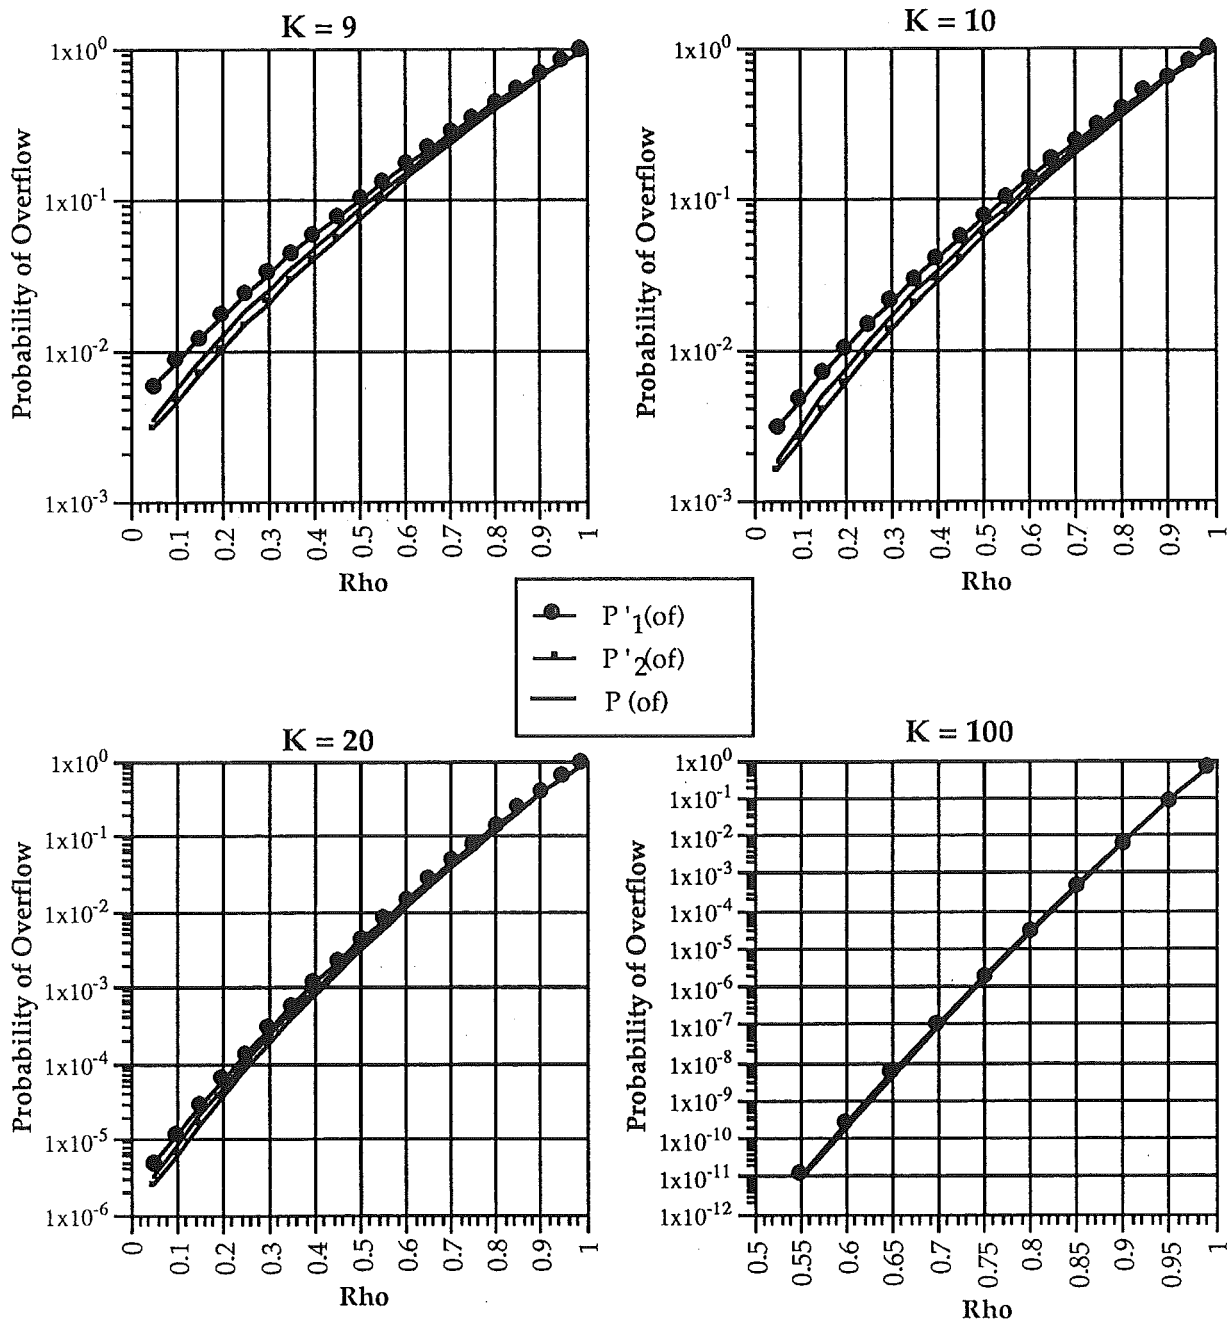 K = 9
1x10⁰
1x10⁻¹
1x10⁻²
1x10⁻³
Probability of Overflow
0 0.1 0.2 0.3 0.4 0.5 0.6 0.7 0.8 0.9 1
Rho
K = 10
1x10⁰
1x10⁻¹
1x10⁻²
1x10⁻³
Probability of Overflow
0 0.1 0.2 0.3 0.4 0.5 0.6 0.7 0.8 0.9 1
Rho
P'₁(of)
P'₂(of)
P (of)
K = 20
1x10⁰
1x10⁻¹
1x10⁻²
1x10⁻³
1x10⁻⁴
1x10⁻⁵
1x10⁻⁶
Probability of Overflow
0 0.1 0.2 0.3 0.4 0.5 0.6 0.7 0.8 0.9 1
Rho
K = 100
1x10⁰
1x10⁻¹
1x10⁻²
1x10⁻³
1x10⁻⁴
1x10⁻⁵
1x10⁻⁶
1x10⁻⁷
1x10⁻⁸
1x10⁻⁹
1x10⁻¹⁰
1x10⁻¹¹
1x10⁻¹²
Probability of Overflow
0.5 0.55 0.6 0.65 0.7 0.75 0.8 0.85 0.9 0.95 1
Rho